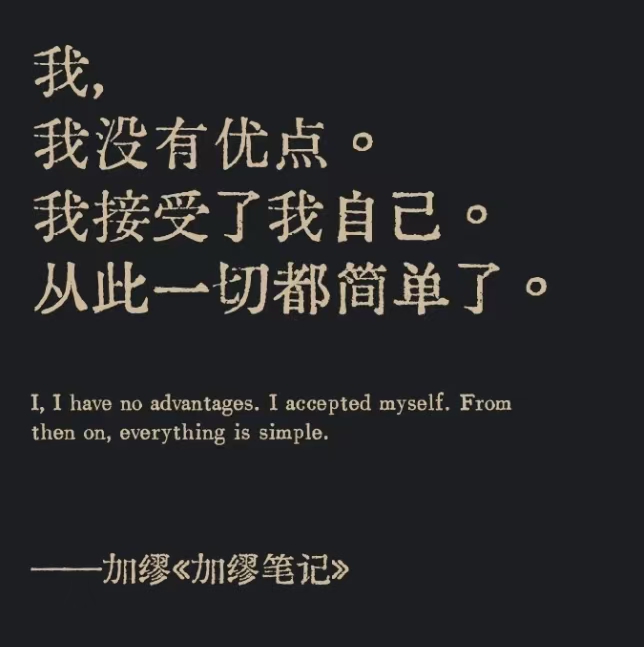 我,
我没有优点。
我接受了我自己。
从此一切都简单了。
I, I have no advantages. I accepted myself. From
then on, everything is simple.
——加缪《加缪笔记》